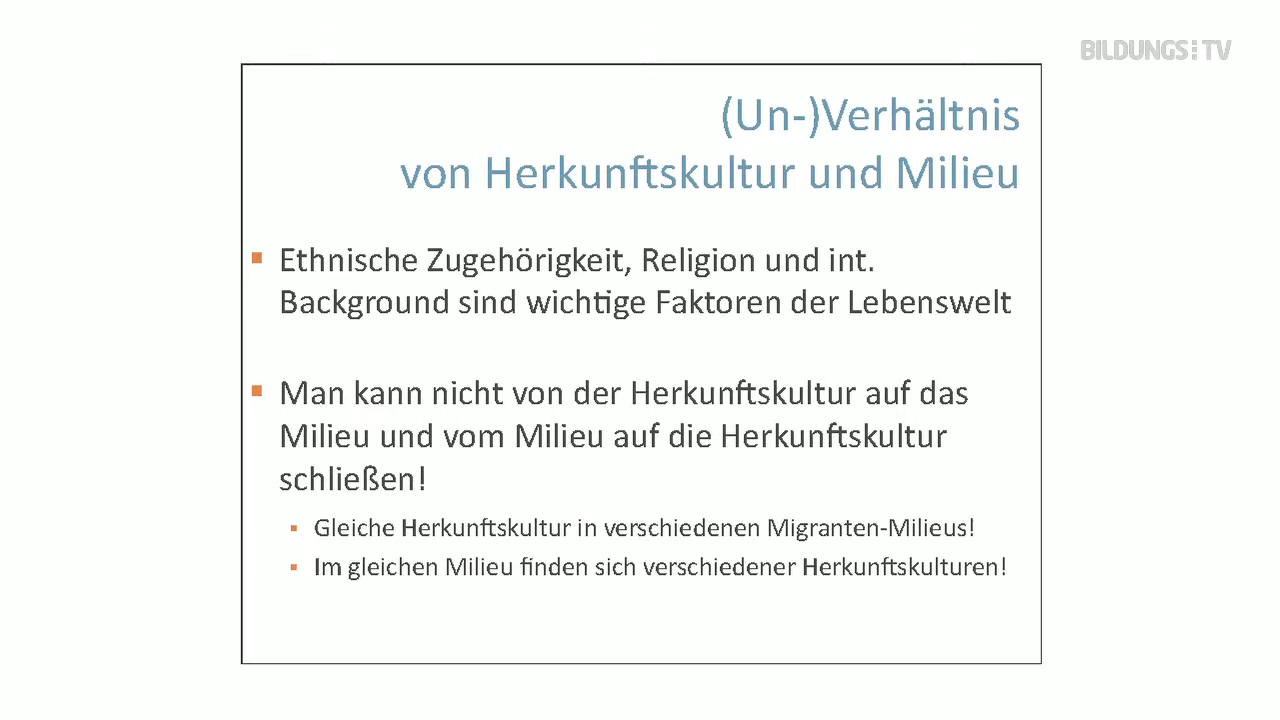 BILDUNGS:TV
(Un-)Verhältnis
von Herkunftskultur und Milieu
▪ Ethnische Zugehörigkeit, Religion und int.
Background sind wichtige Faktoren der Lebenswelt
▪ Man kann nicht von der Herkunftskultur auf das
Milieu und vom Milieu auf die Herkunftskultur
schließen!
▪ Gleiche Herkunftskultur in verschiedenen Migranten-Milieus!
▪ Im gleichen Milieu finden sich verschiedener Herkunftskulturen!